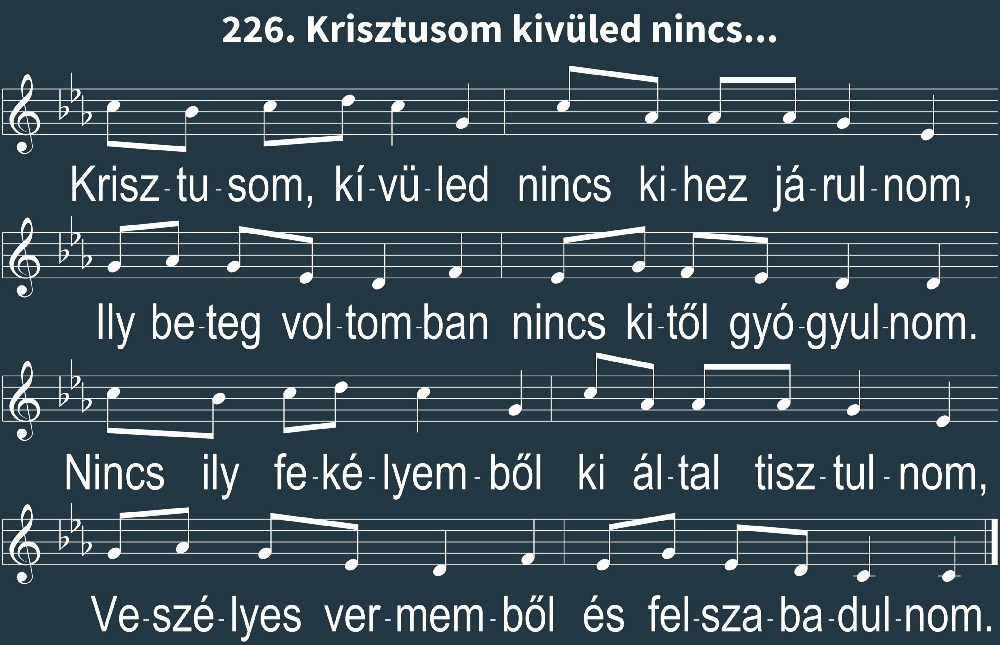 226. Krisztusom kivüled nincs...
Krisz-tu-som, kí-vü-led nincs ki-hez já-rul-nom,
Ily be-teg vol-tom-ban nincs ki-től gyó-gyul-nom.
Nincs ily fe-ké-lyem-ből ki ál-tal tisz-tul-nom,
Ve-szé-lyes ver-mem-ből és fel-sza-ba-dul-nom.